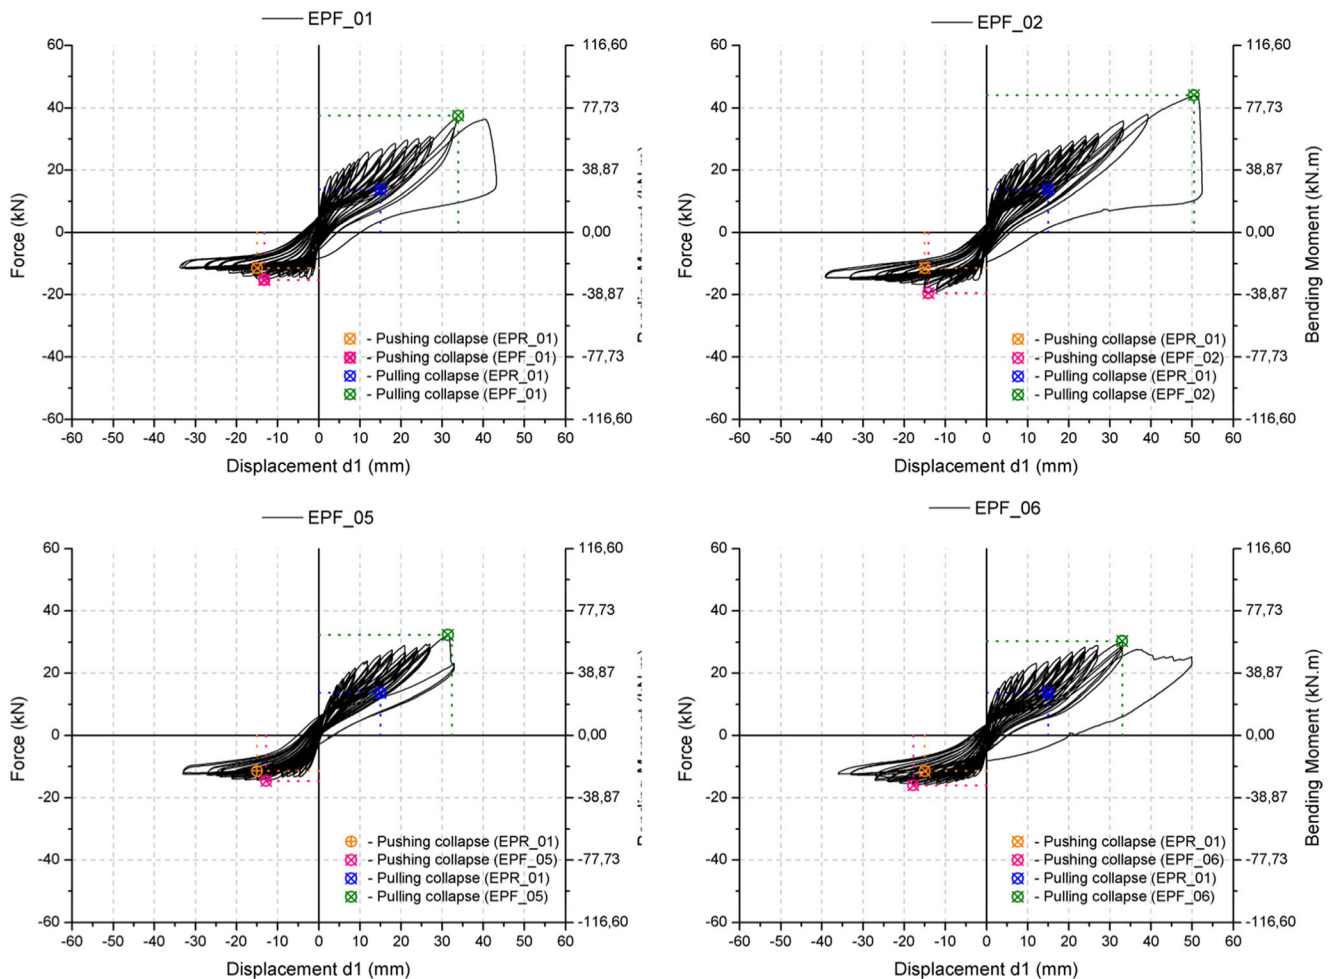 EPF_01
60
40
20
0
-20
-40
-60
Force (kN)
116,60
77,73
38,87
0,00
-38,87
-77,73
-116,60
- Pushing collapse (EPR_01)
- Pushing collapse (EPF_01)
- Pulling collapse (EPR_01)
- Pulling collapse (EPF_01)
-60 -50 -40 -30 -20 -10 0 10 20 30 40 50 60
Displacement d1 (mm)
EPF_02
60
40
20
0
-20
-40
-60
Force (kN)
116,60
77,73
38,87
0,00
-38,87
-77,73
-116,60
Bending Moment (kN.m)
- Pushing collapse (EPR_01)
- Pushing collapse (EPF_02)
- Pulling collapse (EPR_01)
- Pulling collapse (EPF_02)
-60 -50 -40 -30 -20 -10 0 10 20 30 40 50 60
Displacement d1 (mm)
EPF_05
60
40
20
0
-20
-40
-60
Force (kN)
116,60
77,73
38,87
0,00
-38,87
-77,73
-116,60
- Pushing collapse (EPR_01)
- Pushing collapse (EPF_05)
- Pulling collapse (EPR_01)
- Pulling collapse (EPF_05)
-60 -50 -40 -30 -20 -10 0 10 20 30 40 50 60
Displacement d1 (mm)
EPF_06
60
40
20
0
-20
-40
-60
Force (kN)
116,60
77,73
38,87
0,00
-38,87
-77,73
-116,60
Bending Moment (kN.m)
- Pushing collapse (EPR_01)
- Pushing collapse (EPF_06)
- Pulling collapse (EPR_01)
- Pulling collapse (EPF_06)
-60 -50 -40 -30 -20 -10 0 10 20 30 40 50 60
Displacement d1 (mm)